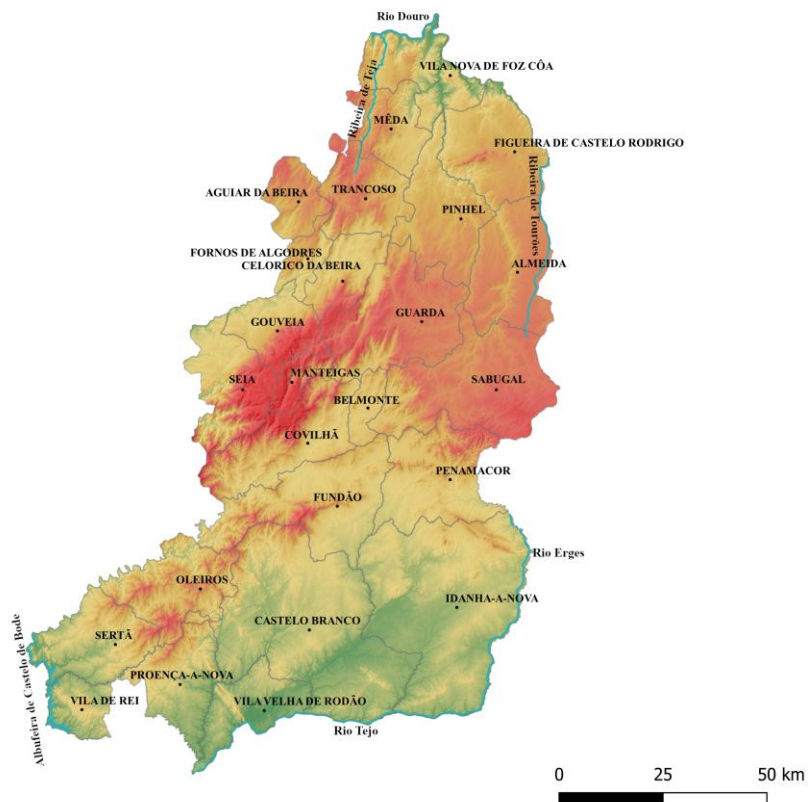 Rio Douro
VILA NOVA DE FOZ CÔA
Ribeira de Teja
MÊDA
FIGUEIRA DE CASTELO RODRIGO
Ribeira de Tourões
AGUIAR DA BEIRA
TRANCOSO
PINHEL
FORNOS DE ALGODRES
CELORICO DA BEIRA
ALMEIDA
GOUVEIA
GUARDA
SEIA
MANTEIGAS
SABUGAL
BELMONTE
COVILHÃ
PENAMACOR
FUNDÃO
Rio Erges
OLEIROS
IDANHA-A-NOVA
CASTELO BRANCO
SERTÃ
Albufeira de Castelo de Bode
PROENÇA-A-NOVA
VILA DE REI
VILA VELHA DE RODÃO
Rio Tejo
0 25 50 km